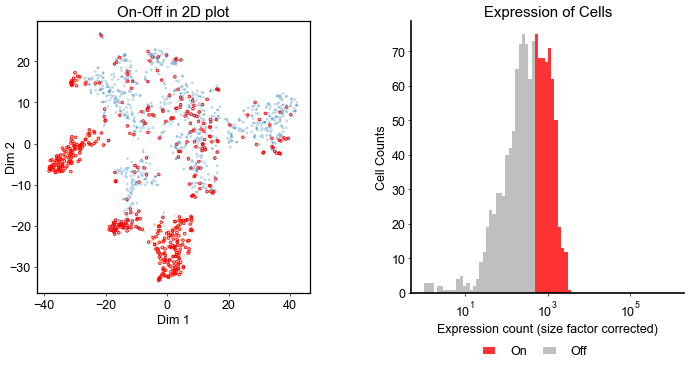 On-Off in 2D plot
Dim 2
20
10
0
−10
−20
−30
−40
−20
0
20
40
Dim 1
Expression of Cells
Cell Counts
70
60
50
40
30
20
10
0
10^1
10^3
10^5
Expression count (size factor corrected)
On
Off